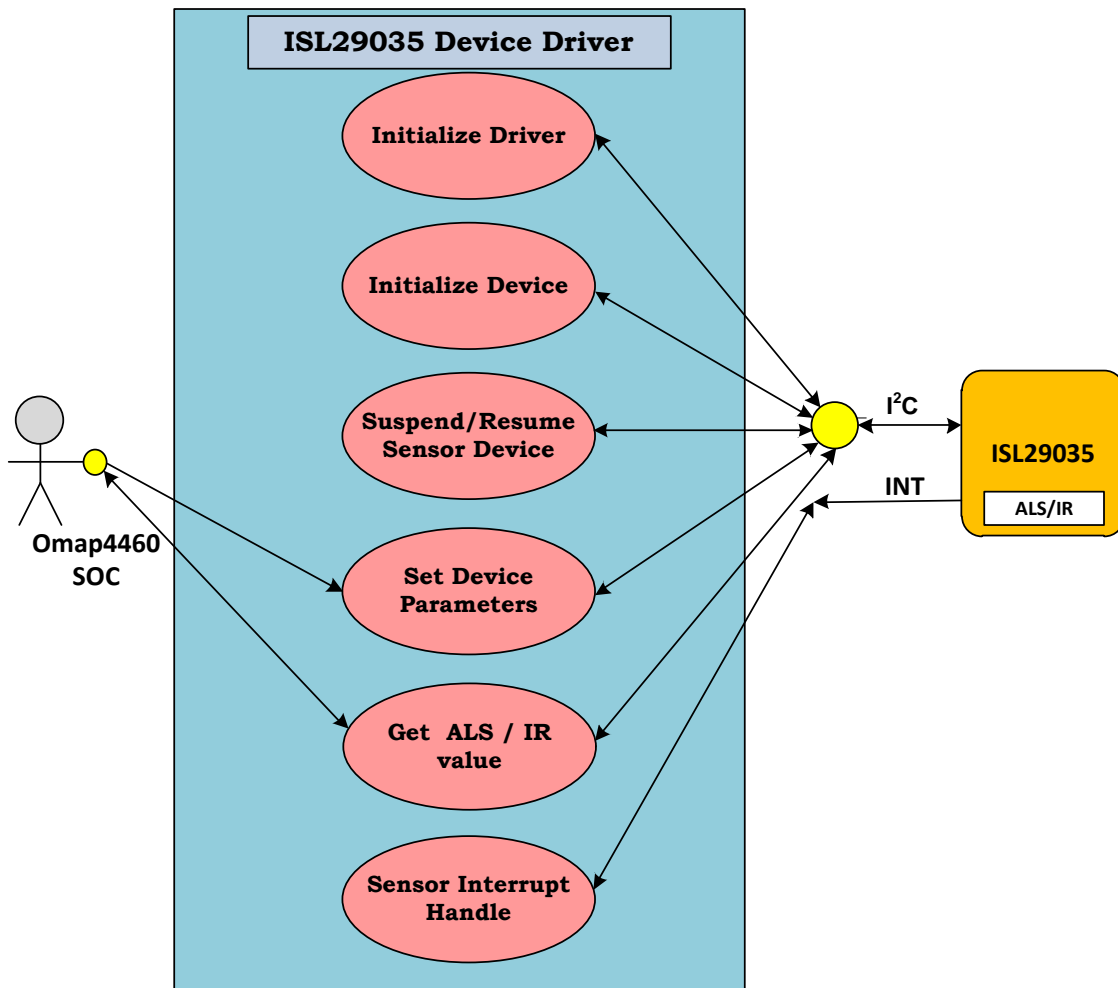 ISL29035 Device Driver
Initialize Driver
Initialize Device
Suspend/Resume
Sensor Device
I²C
ISL29035
INT
ALS/IR
Omap4460
SOC
Set Device
Parameters
Get ALS / IR
value
Sensor Interrupt
Handle